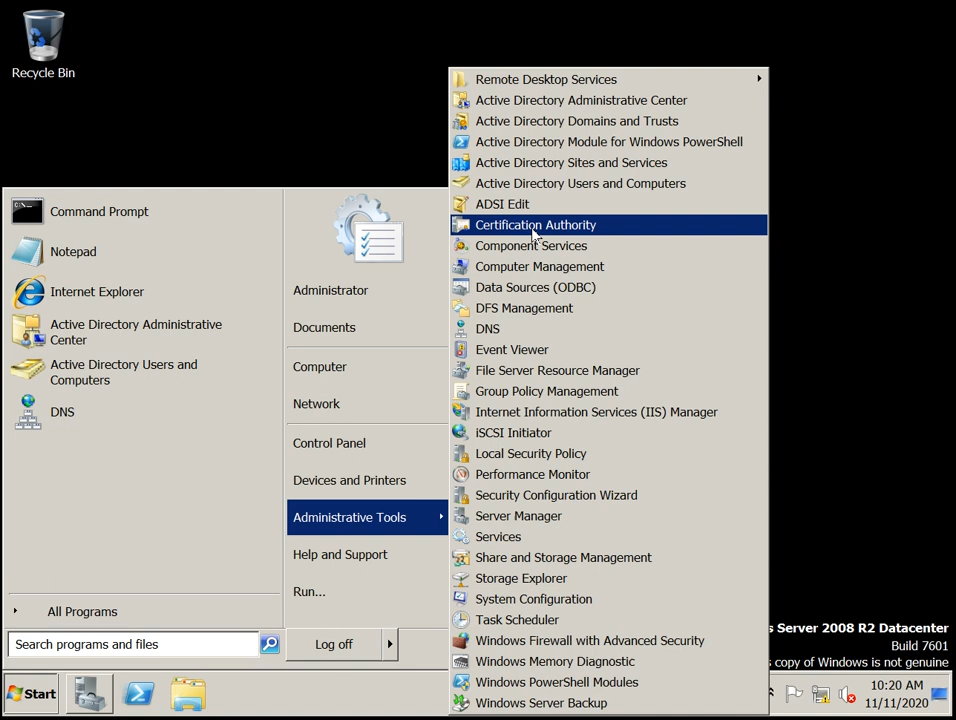 Recycle Bin
Command Prompt
Notepad
Internet Explorer
Active Directory Administrative
Center
Active Directory Users and
Computers
DNS
All Programs
Search programs and files
Administrator
Documents
Computer
Network
Control Panel
Devices and Printers
Administrative Tools
Help and Support
Run...
Log off
Remote Desktop Services
Active Directory Administrative Center
Active Directory Domains and Trusts
Active Directory Module for Windows PowerShell
Active Directory Sites and Services
Active Directory Users and Computers
ADSI Edit
Certification Authority
Component Services
Computer Management
Data Sources (ODBC)
DFS Management
DNS
Event Viewer
File Server Resource Manager
Group Policy Management
Internet Information Services (IIS) Manager
iSCSI Initiator
Local Security Policy
Performance Monitor
Security Configuration Wizard
Server Manager
Services
Share and Storage Management
Storage Explorer
System Configuration
Task Scheduler
Windows Firewall with Advanced Security
Windows Memory Diagnostic
Windows PowerShell Modules
Windows Server Backup
s Server 2008 R2 Datacenter
Build 7601
s copy of Windows is not genuine
Start
10:20 AM
11/11/2020